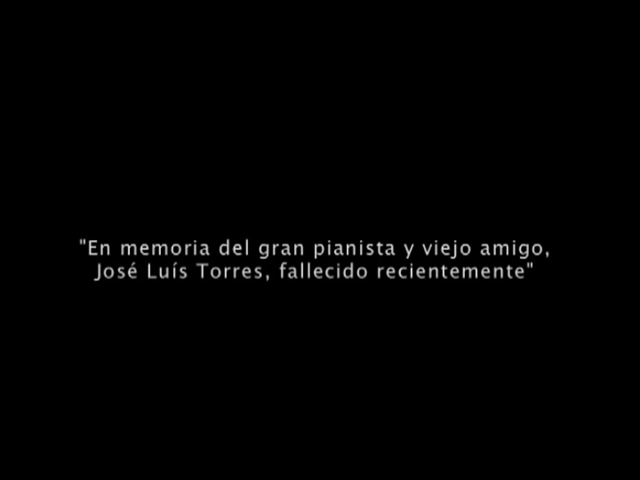 "En memoria del gran pianista y viejo amigo,
José Luís Torres, fallecido recientemente"